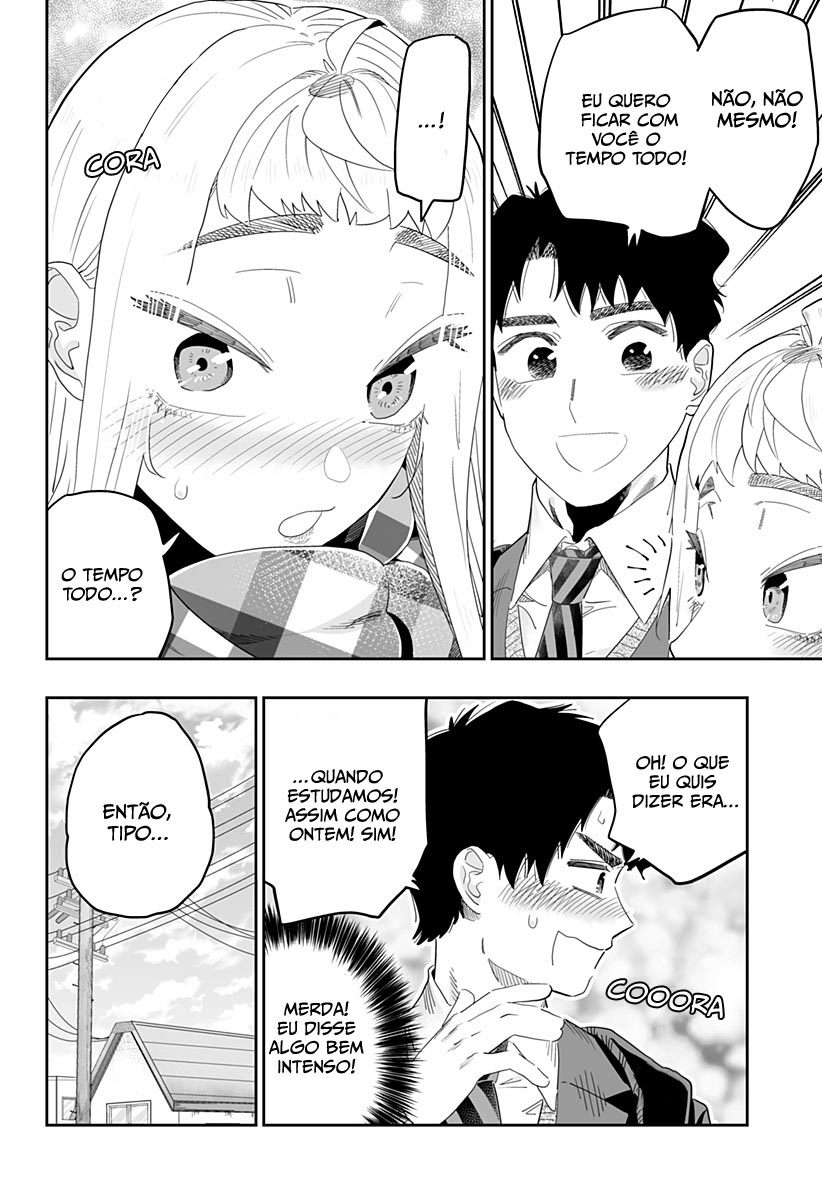 NÃO, NÃO
MESMO!
EU QUERO
FICAR COM
VOCÊ O
TEMPO TODO!
...!
CORA
O TEMPO
TODO...?
OH! O QUE
EU QUIS
DIZER ERA...
...QUANDO
ESTUDAMOS!
ASSIM COMO
ONTEM! SIM!
COOORA
MERDA!
EU DISSE
ALGO BEM
INTENSO!
ENTÃO,
TIPO...